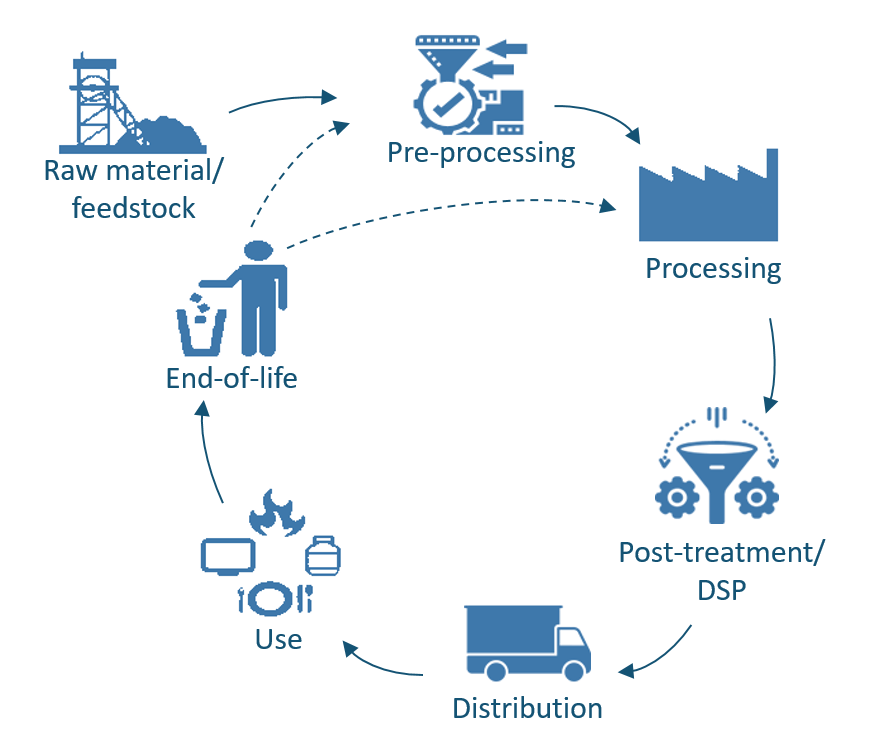 Raw material/
feedstock
Pre-processing
Processing
Post-treatment/
DSP
Distribution
Use
End-of-life